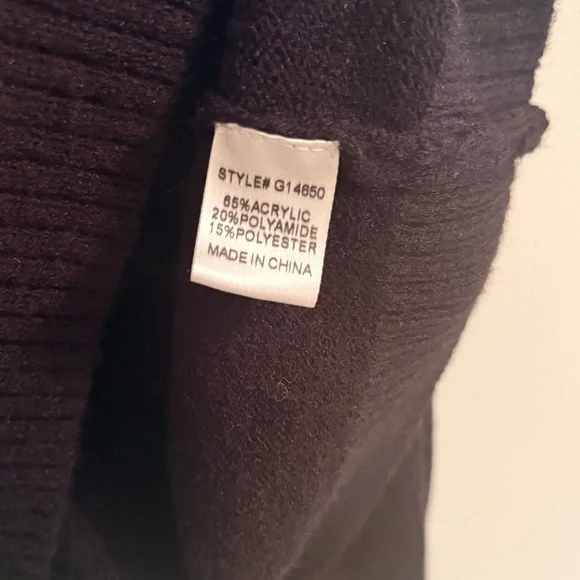 STYLE# G14650
65%ACRYLIC
20%POLYAMIDE
15%POLYESTER
MADE IN CHINA